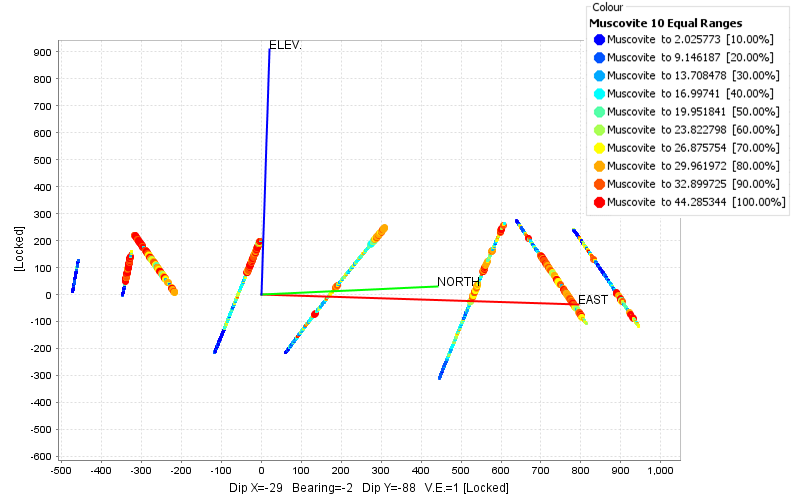 Colour
Muscovite 10 Equal Ranges
Muscovite to 2.025773 [10.00%]
Muscovite to 9.146187 [20.00%]
Muscovite to 13.708478 [30.00%]
Muscovite to 16.99741 [40.00%]
Muscovite to 19.951841 [50.00%]
Muscovite to 23.822798 [60.00%]
Muscovite to 26.875754 [70.00%]
Muscovite to 29.961972 [80.00%]
Muscovite to 32.899725 [90.00%]
Muscovite to 44.285344 [100.00%]
ELEV.
900
800
700
600
500
400
300
200
100
0
-100
-200
-300
-400
-500
-600
[Locked]
NORTH
EAST
-500 -400 -300 -200 -100 0 100 200 300 400 500 600 700 800 900 1,000
Dip X=-29 Bearing=-2 Dip Y=-88 V.E.=1 [Locked]